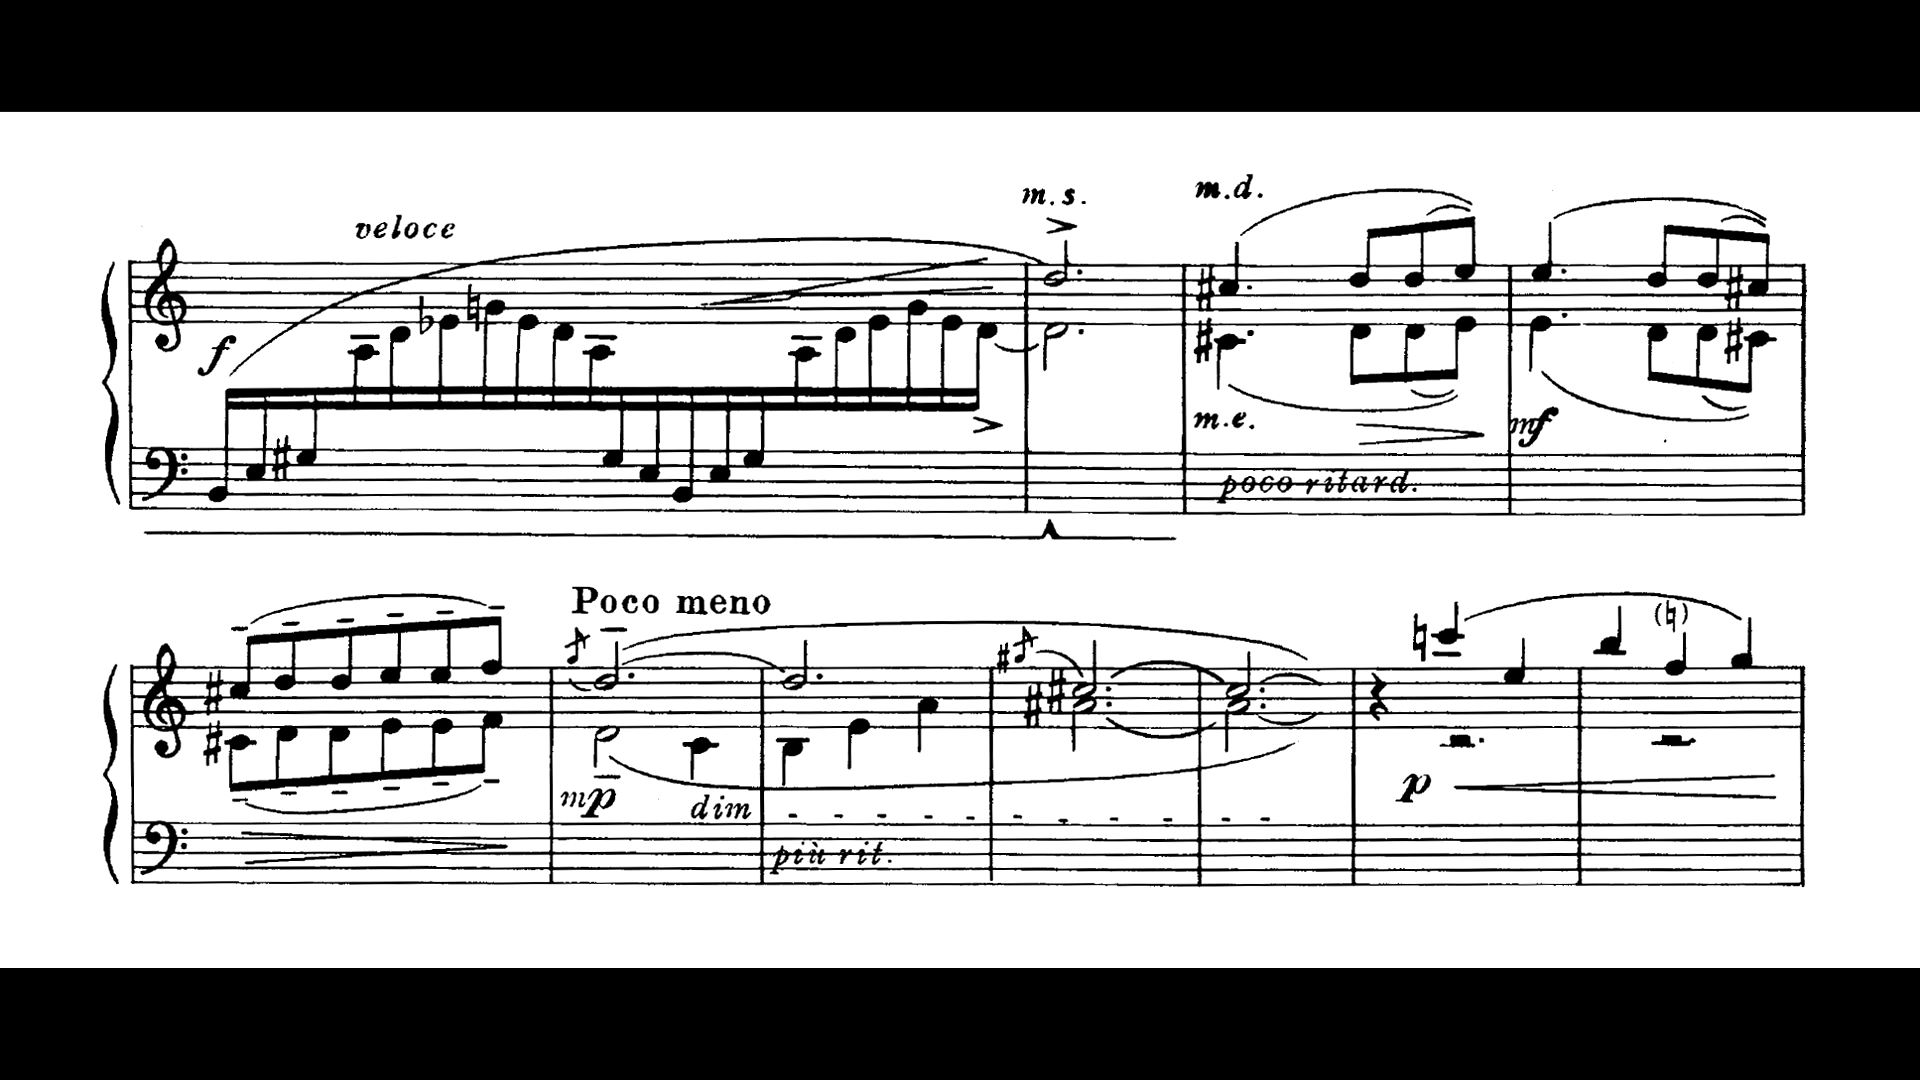 m.s.
m.d.
veloce
f
m.e.
mf
poco ritard.
Poco meno
mp
dim
p
più rit.